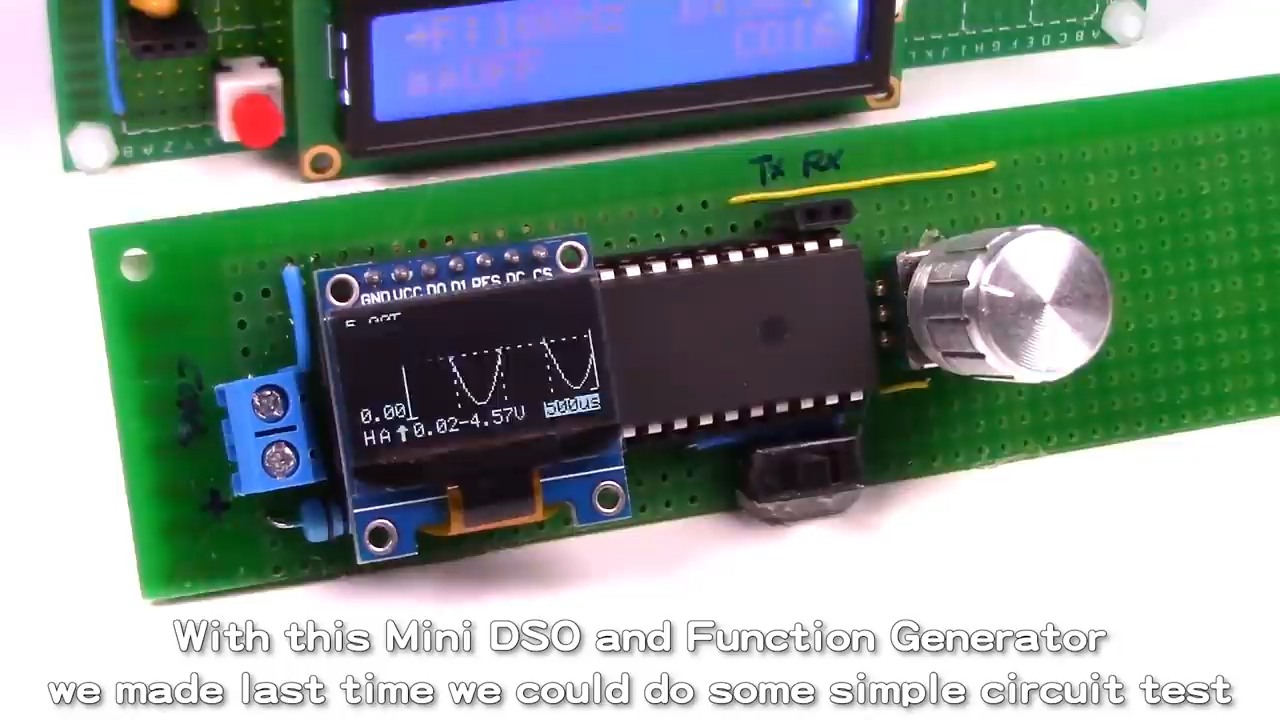 Tx Rx
GND VCC D0 D1 RES DC CS
0.00
500us
HA↑0.02-4.57V
With this Mini DSO and Function Generator
we made last time we could do some simple circuit test